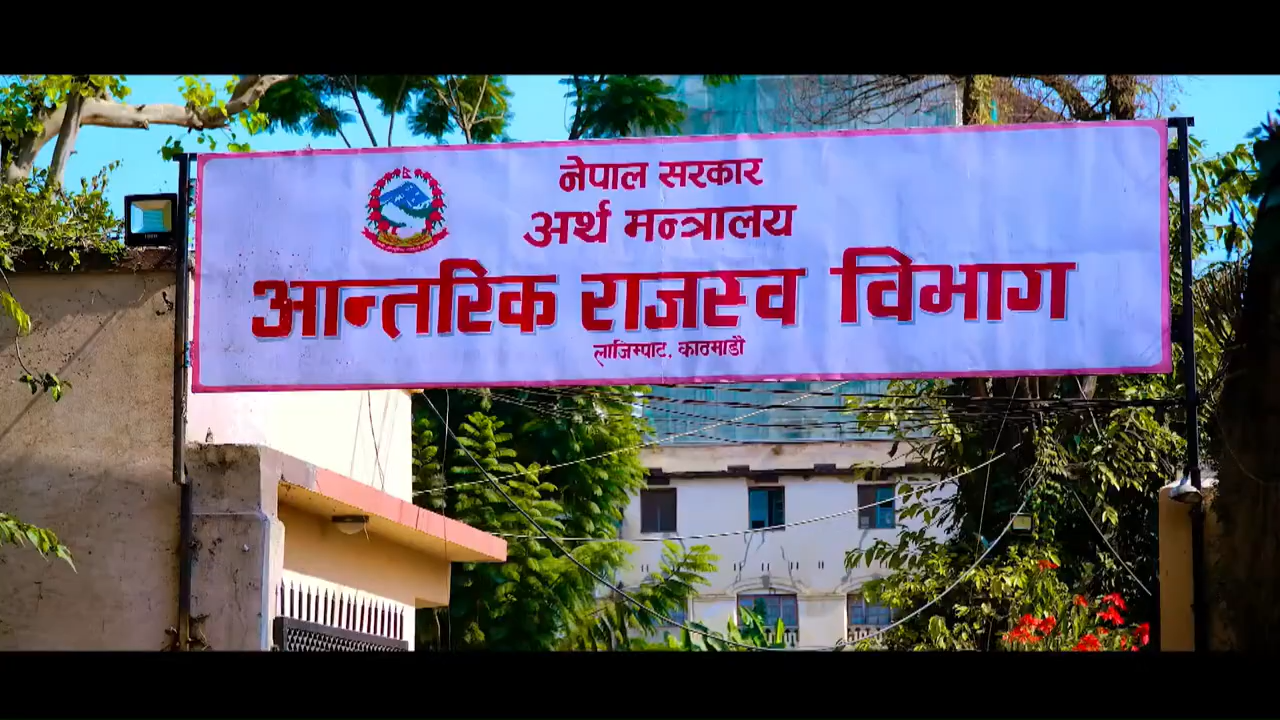 नेपाल सरकार
अर्थ मन्त्रालय
आन्तरिक राजस्व विभाग
लाजिम्पाट, काठमाडौं